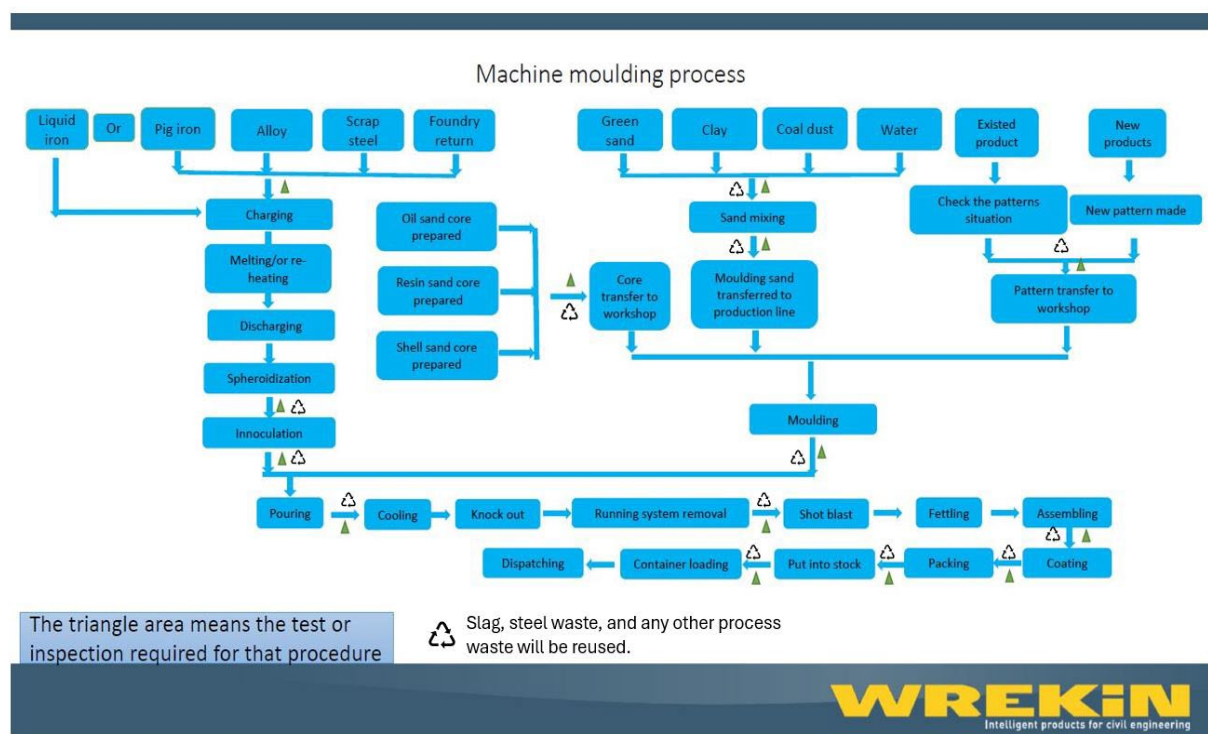 Machine moulding process
Liquid
iron
Or
Pig iron
Alloy
Scrap
steel
Foundry
return
Green
sand
Clay
Coal dust
Water
Existed
product
New
products
Charging
Oil sand core
prepared
Sand mixing
Check the patterns
situation
New pattern made
Melting/or re-
heating
Resin sand core
prepared
Core
transfer to
workshop
Moulding sand
transferred to
production line
Pattern transfer to
workshop
Discharging
Shell sand core
prepared
Spheroidization
Innoculation
Moulding
Pouring
Cooling
Knock out
Running system removal
Shot blast
Fettling
Assembling
Dispatching
Container loading
Put into stock
Packing
Coating
The triangle area means the test or
inspection required for that procedure
Slag, steel waste, and any other process
waste will be reused.
WREKiN
Intelligent products for civil engineering